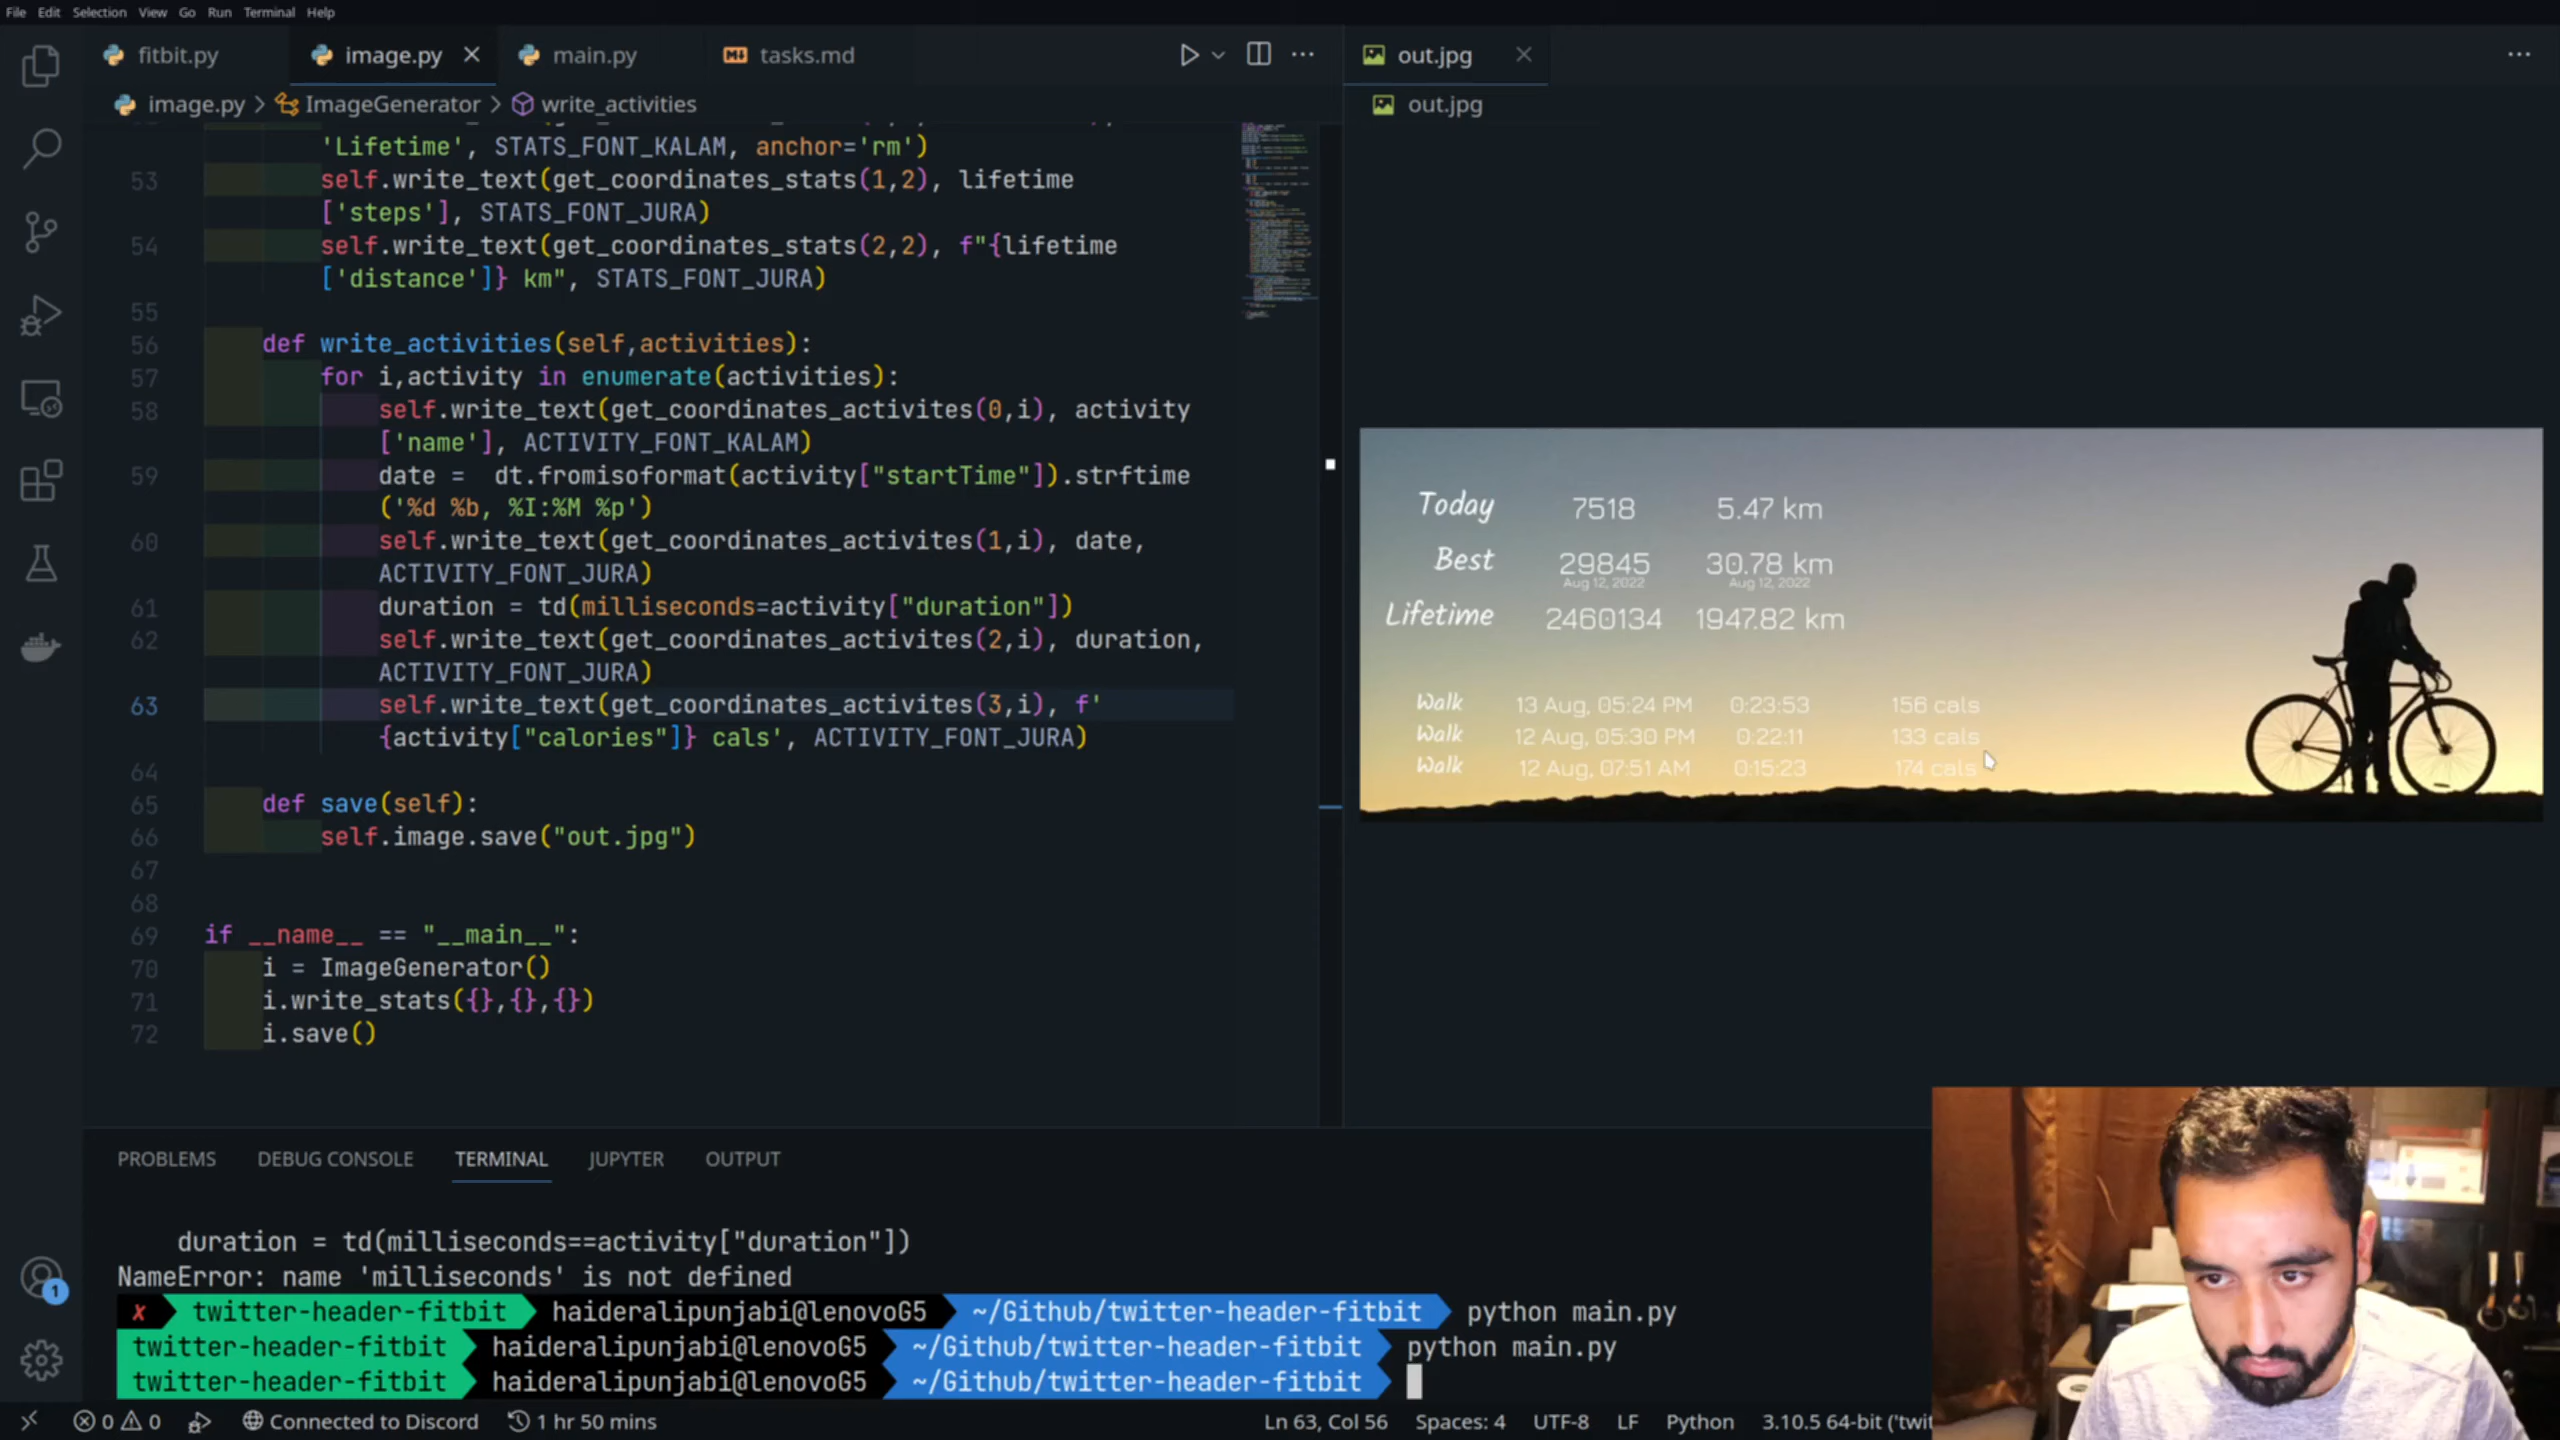 File Edit Selection View Go Run Terminal Help
fitbit.py image.py main.py tasks.md
image.py > ImageGenerator > write_activities
'Lifetime', STATS_FONT_KALAM, anchor='rm')
53 self.write_text(get_coordinates_stats(1,2), lifetime
['steps'], STATS_FONT_JURA)
54 self.write_text(get_coordinates_stats(2,2), f"{lifetime
['distance']} km", STATS_FONT_JURA)
55
56 def write_activities(self,activities):
57 for i,activity in enumerate(activities):
58 self.write_text(get_coordinates_activites(0,i), activity
['name'], ACTIVITY_FONT_KALAM)
59 date =  dt.fromisoformat(activity["startTime"]).strftime
('%d %b, %I:%M %p')
60 self.write_text(get_coordinates_activites(1,i), date,
ACTIVITY_FONT_JURA)
61 duration = td(milliseconds=activity["duration"])
62 self.write_text(get_coordinates_activites(2,i), duration,
ACTIVITY_FONT_JURA)
63 self.write_text(get_coordinates_activites(3,i), f'
{activity["calories"]} cals', ACTIVITY_FONT_JURA)
64
65 def save(self):
66 self.image.save("out.jpg")
67
68
69 if __name__ == "__main__":
70 i = ImageGenerator()
71 i.write_stats({},{},{})
72 i.save()
out.jpg
out.jpg
Today 7518 5.47 km
Best 29845 30.78 km
Aug 12, 2022 Aug 12, 2022
Lifetime 2460134 1947.82 km
Walk 13 Aug, 05:24 PM 0:23:53 156 cals
Walk 12 Aug, 05:30 PM 0:22:11 133 cals
Walk 12 Aug, 07:51 AM 0:15:23 174 cals
PROBLEMS DEBUG CONSOLE TERMINAL JUPYTER OUTPUT
duration = td(milliseconds==activity["duration"])
NameError: name 'milliseconds' is not defined
✗ twitter-header-fitbit haideralipunjabi@lenovoG5 ~/Github/twitter-header-fitbit python main.py
twitter-header-fitbit haideralipunjabi@lenovoG5 ~/Github/twitter-header-fitbit python main.py
twitter-header-fitbit haideralipunjabi@lenovoG5 ~/Github/twitter-header-fitbit
1
0 0 Connected to Discord 1 hr 50 mins Ln 63, Col 56 Spaces: 4 UTF-8 LF Python 3.10.5 64-bit ('twit